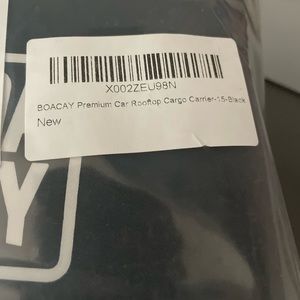 X002ZEU98N
BOACAY Premium Car Rooftop Cargo Carrier-15-Black
New